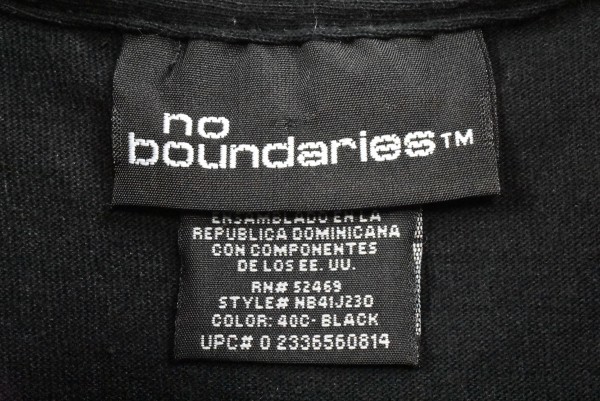 no
boundaries™
ENSAMBLADO EN LA
REPUBLICA DOMINICANA
CON COMPONENTES
DE LOS EE. UU.
RN# 52469
STYLE# NB41J230
COLOR: 40C- BLACK
UPC# 0 2336560814